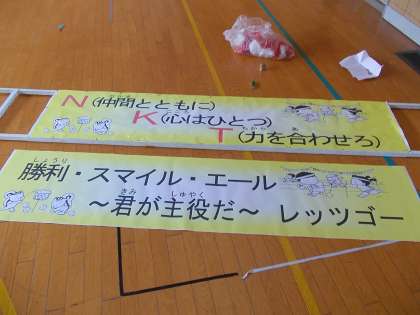 N(仲間とともに)
K(心はひとつ)
T(力を合わせろ)
勝利・スマイル・エール
～君が主役だ～ レッツゴー